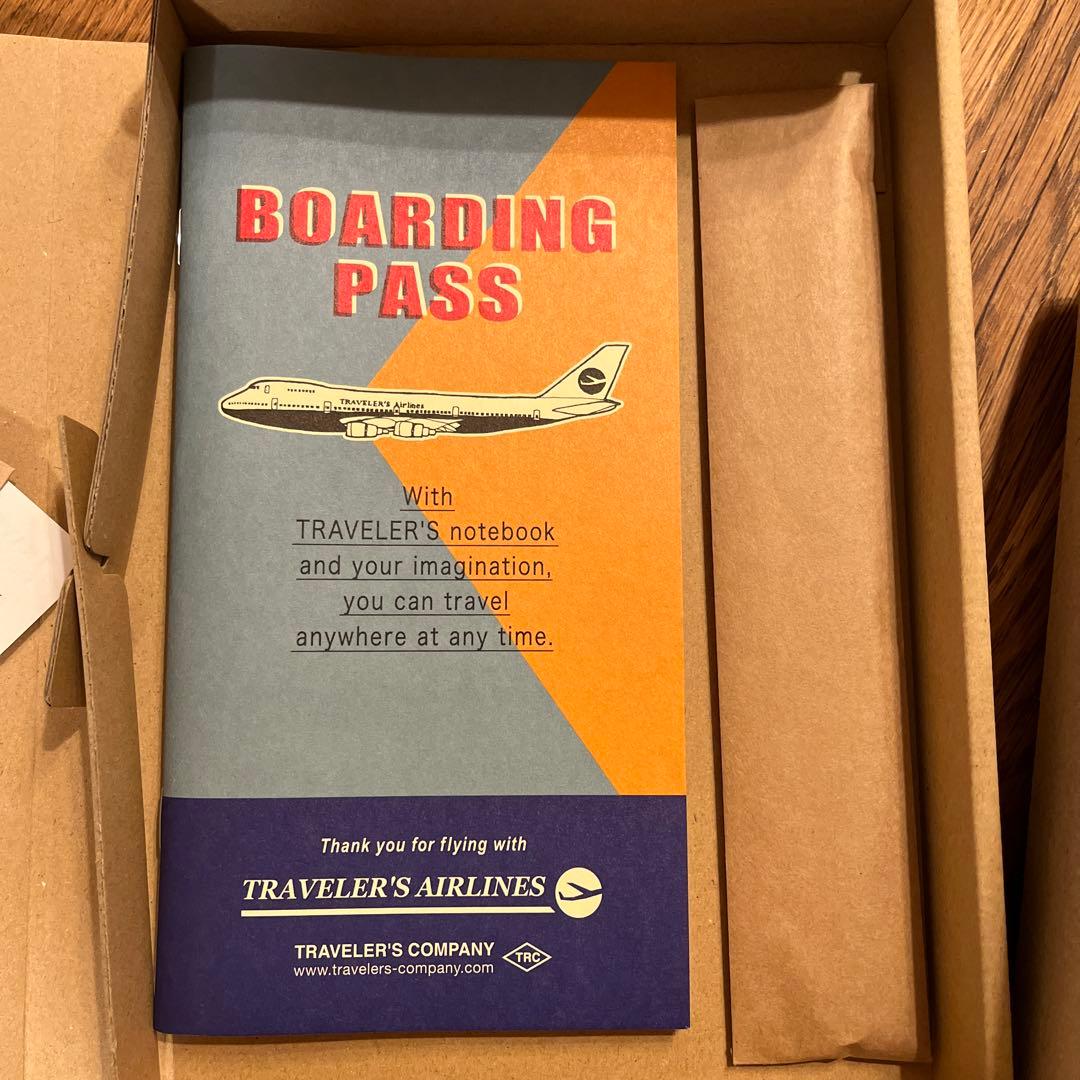 BOARDING
PASS
TRAVELER'S Airlines
With
TRAVELER'S notebook
and your imagination,
you can travel
anywhere at any time.
Thank you for flying with
TRAVELER'S AIRLINES
TRAVELER'S COMPANY TRC
www.travelers-company.com